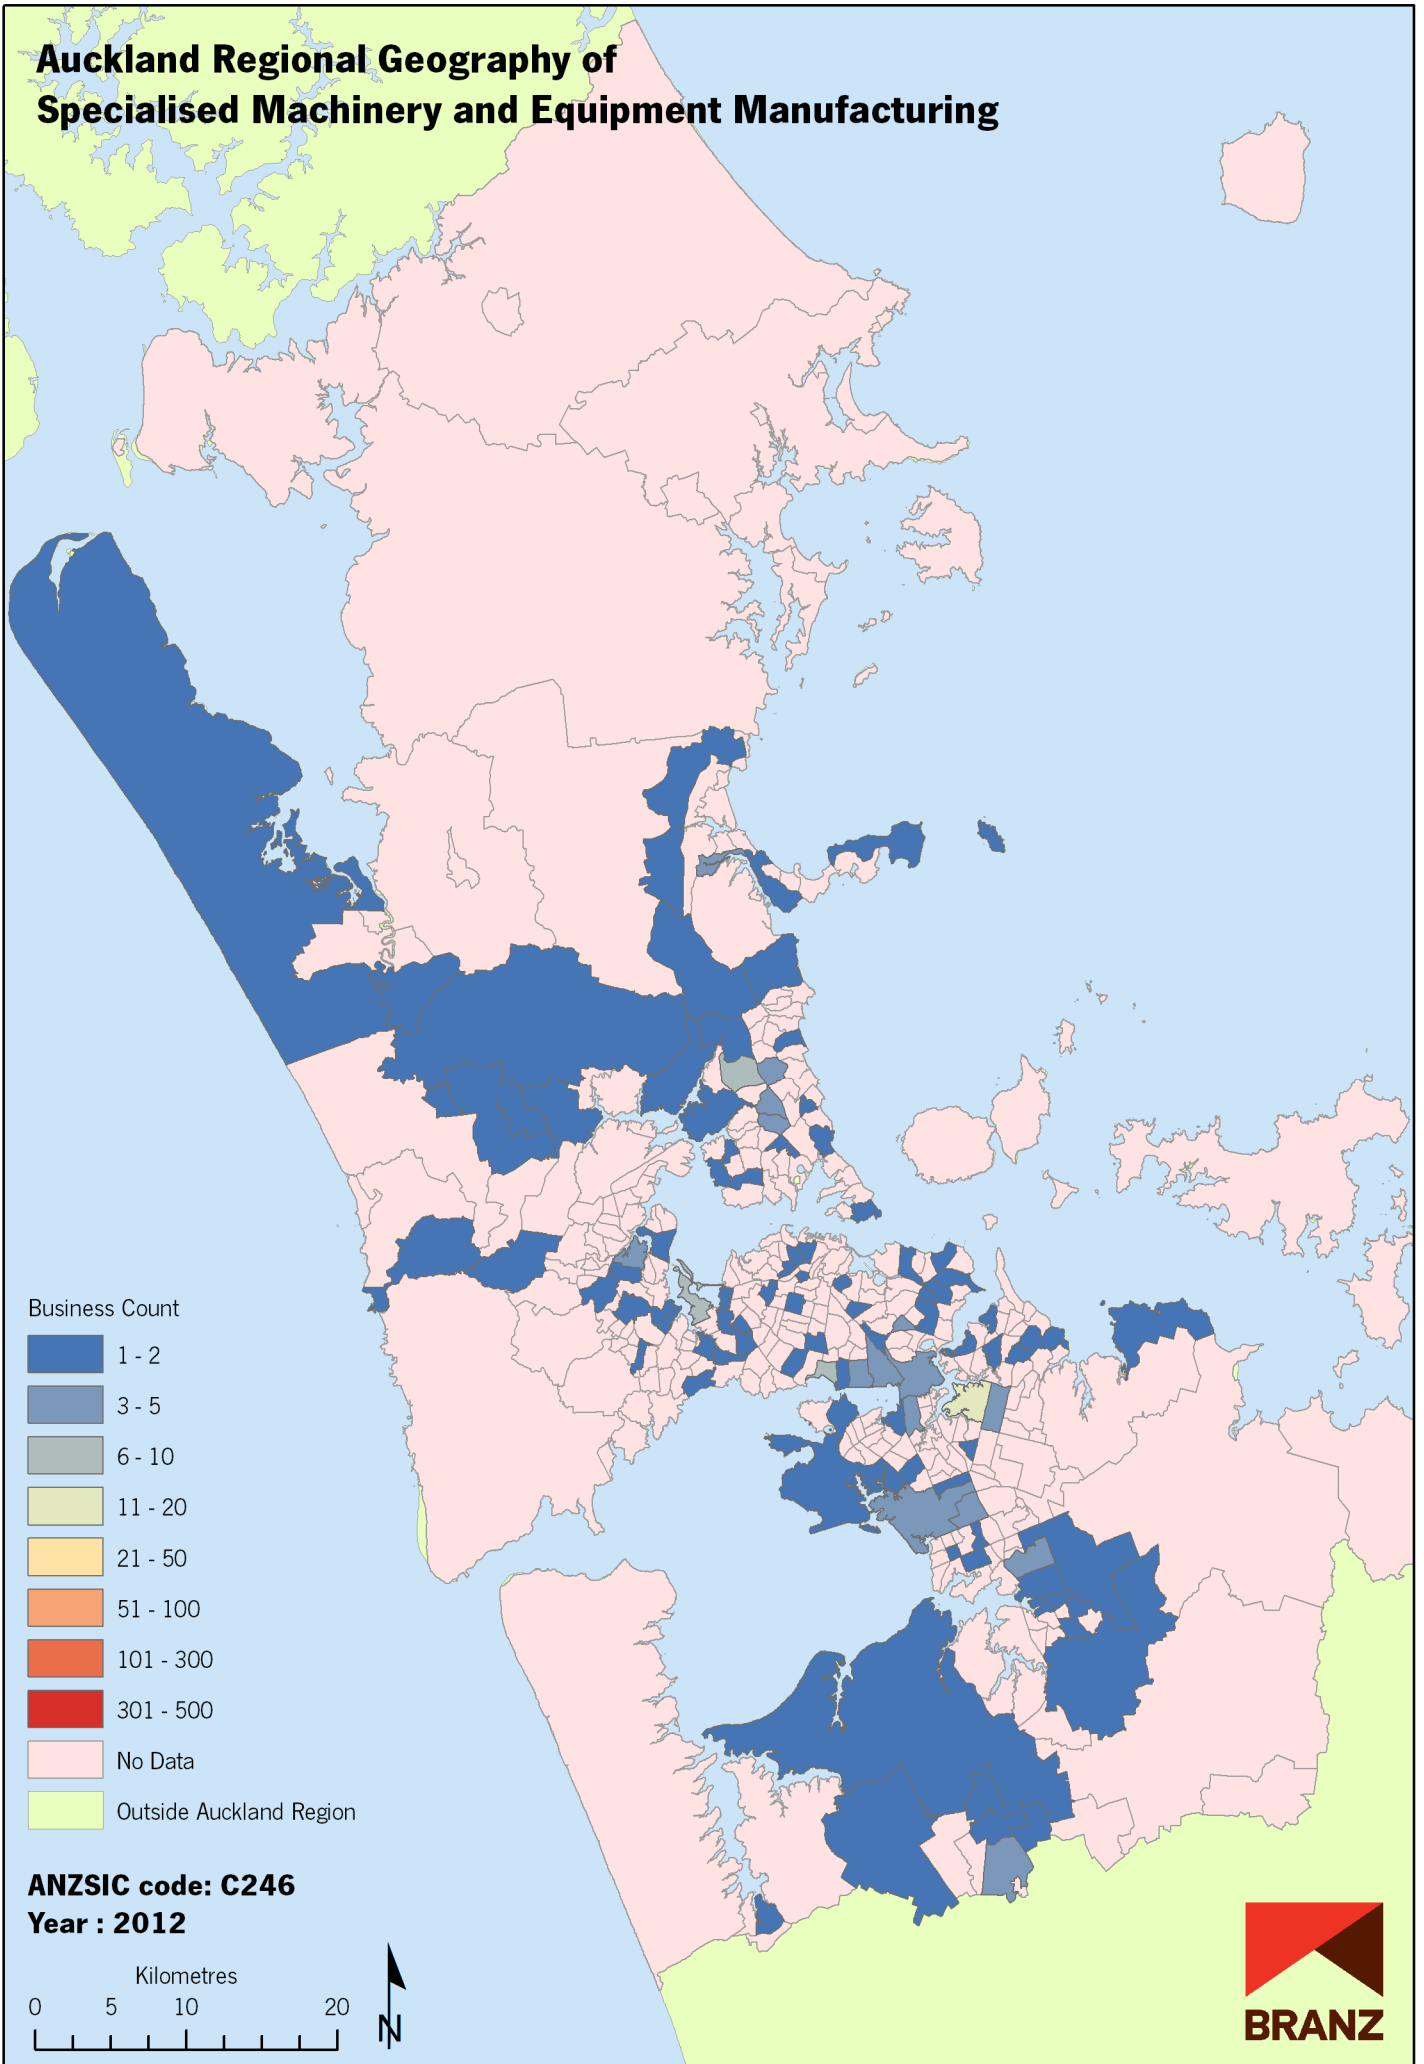 Auckland Regional Geography of
Specialised Machinery and Equipment Manufacturing
Business Count
1 - 2
3 - 5
6 - 10
11 - 20
21 - 50
51 - 100
101 - 300
301 - 500
No Data
Outside Auckland Region
ANZSIC code: C246
Year : 2012
Kilometres
0 5 10 20
N
BRANZ